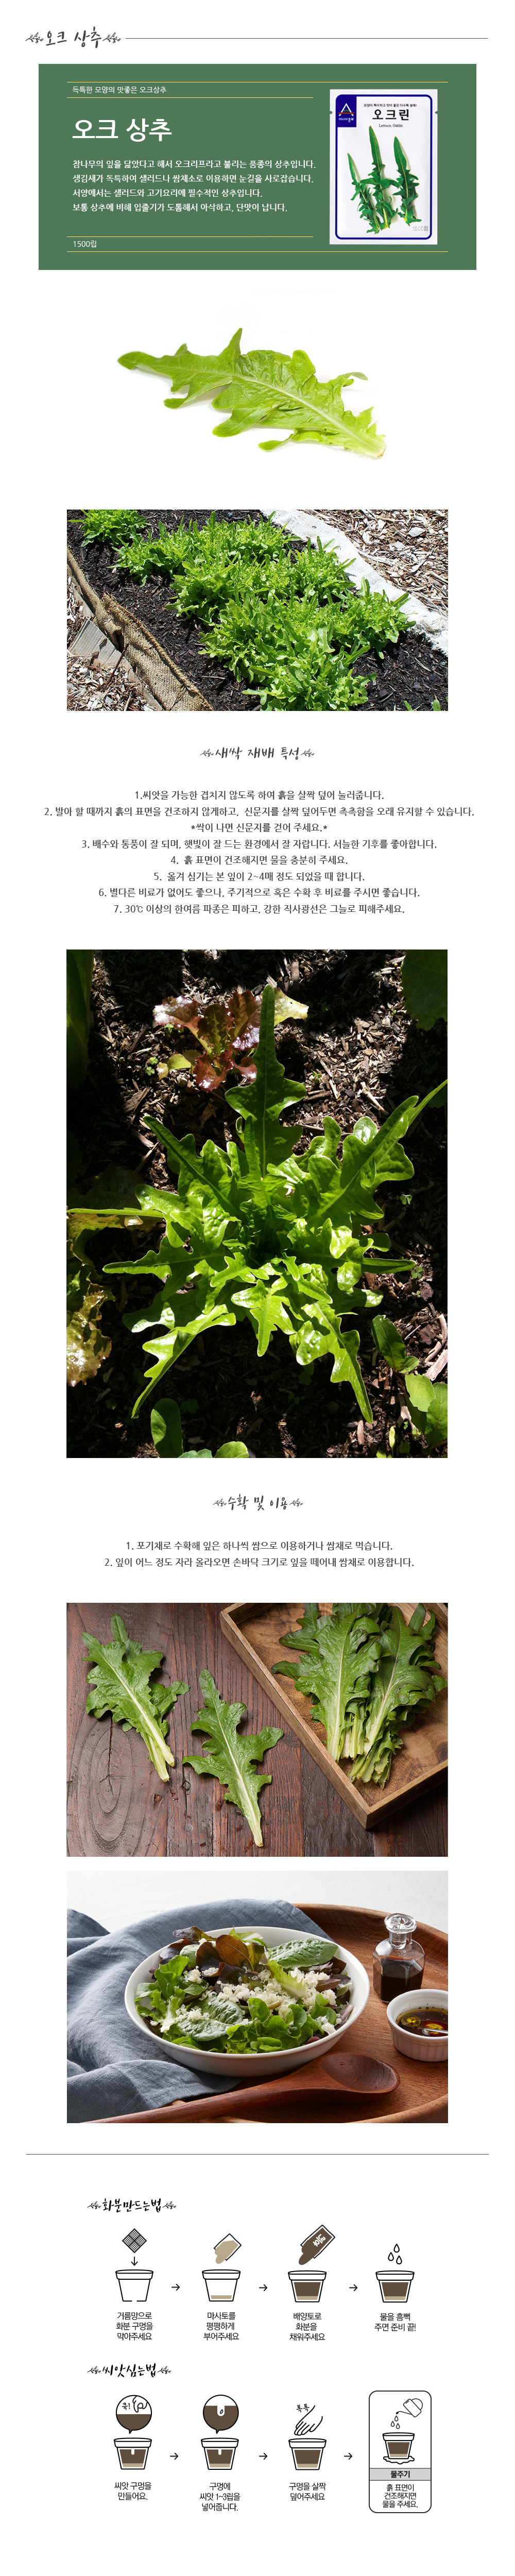 오크 상추
독톡한 모양의 맛좋은 오크상추
오크 상추
참나무의 잎을 닮았다고 해서 오크리프라고 불리는 품종의 상추입니다.
생김새가 독특하여 샐러드나 쌈채소로 이용하면 눈길을 사로잡습니다.
서양에서는 샐러드와 고기요리에 필수적인 상추입니다.
보통 상추에 비해 입줄기가 도톰해서 아삭하고, 단맛이 납니다.
1500립
오크린
Lettuce, Oaklin
새싹 재배 특성
1.씨앗을 가능한 겹치지 않도록 하여 흙을 살짝 덮어 눌러줍니다.
2. 발아 할 때까지 흙의 표면을 건조하지 않게하고, 신문지를 살짝 덮어두면 촉촉함을 오래 유지할 수 있습니다.
*싹이 나면 신문지를 걷어 주세요.*
3. 배수와 통풍이 잘 되며, 햇빛이 잘 드는 환경에서 잘 자랍니다. 서늘한 기후를 좋아합니다.
4. 흙 표면이 건조해지면 물을 충분히 주세요.
5. 옮겨 심기는 본 잎이 2~4매 정도 되었을 때 합니다.
6. 별다른 비료가 없어도 좋으나, 주기적으로 혹은 수확 후 비료를 주시면 좋습니다.
7. 30℃ 이상의 한여름 파종은 피하고, 강한 직사광선은 그늘로 피해주세요.
수확 및 이용
1. 포기채로 수확해 잎은 하나씩 쌈으로 이용하거나 쌈채로 먹습니다.
2. 잎이 어느 정도 자라 올라오면 손바닥 크기로 잎을 떼어내 쌈채로 이용합니다.
화분만드는법
거름망으로
화분 구멍을
막아주세요
마사토를
평평하게
부어주세요
배양토로
화분을
채워주세요
물을 흠뻑
주면 준비 끝!
씨앗심는법
콕!
씨앗 구멍을
만들어요.
구멍에
씨앗 1-3립을
넣어줍니다.
톡톡
구멍을 살짝
덮어주세요
물주기
흙 표면이
건조해지면
물을 주세요.